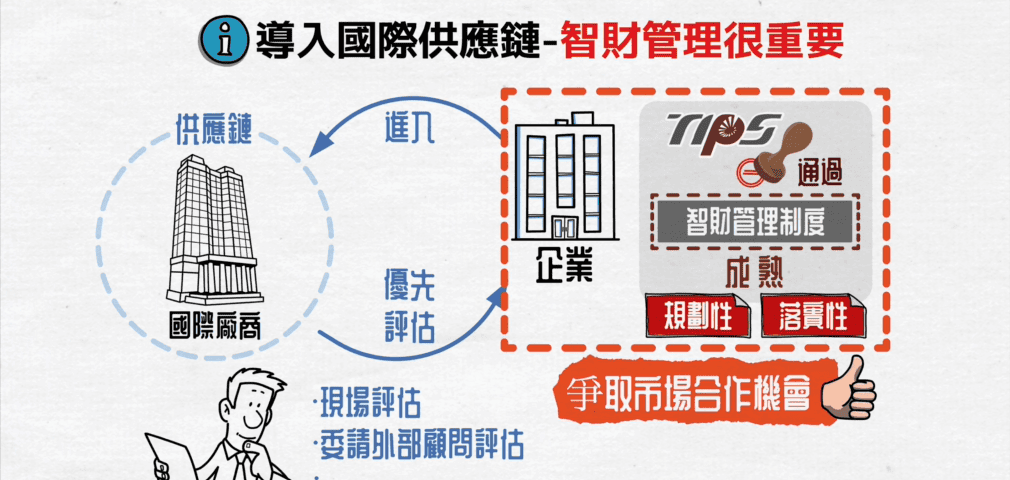 i 導入國際供應鏈-智財管理很重要
供應鏈
進入
TIPS
通過
智財管理制度
成熟
企業
規劃性
落實性
優先
評估
國際廠商
爭取市場合作機會
·現場評估
·委請外部顧問評估